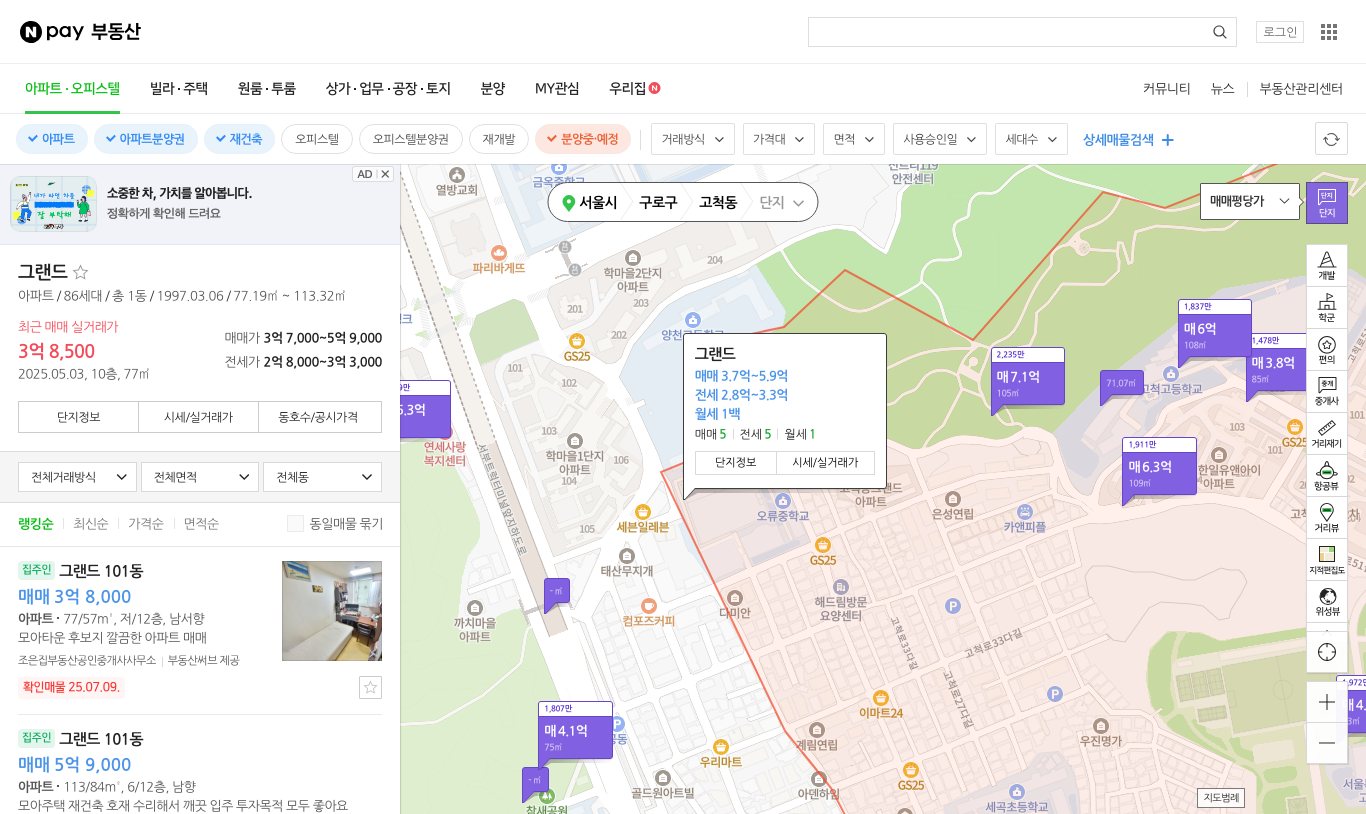 N pay 부동산
로그인
아파트 · 오피스텔
빌라 · 주택
원룸 · 투룸
상가 · 업무 · 공장 · 토지
분양
MY관심
우리집 N
커뮤니티
뉴스
부동산관리센터
아파트
아파트분양권
재건축
오피스텔
오피스텔분양권
재개발
분양중·예정
거래방식
가격대
면적
사용승인일
세대수
상세매물검색
AD
소중한 차, 가치를 알아봅니다.
정확하게 확인해 드려요
그랜드
아파트 / 86세대 / 총 1동 / 1997.03.06 / 77.19㎡ ~ 113.32㎡
최근 매매 실거래가
3억 8,500
2025.05.03, 10층, 77㎡
매매가 3억 7,000~5억 9,000
전세가 2억 8,000~3억 3,000
단지정보
시세/실거래가
동호수/공시가격
전체거래방식
전체면적
전체동
랭킹순
최신순
가격순
면적순
동일매물 묶기
집주인 그랜드 101동
매매 3억 8,000
아파트 · 77/57㎡, 저/12층, 남서향
모아타운 후보지 깔끔한 아파트 매매
조은집부동산공인중개사사무소 | 부동산써브 제공
확인매물 25.07.09.
집주인 그랜드 101동
매매 5억 9,000
아파트 · 113/84㎡, 6/12층, 남향
모아주택 재건축 호재 수리해서 깨끗 입주 투자목적 모두 좋아요
서울시
구로구
고척동
단지
매매평당가
단지
단지
개발
학군
편의
중개
중개사
거리재기
항공뷰
거리뷰
지적편집도
위성뷰
지도범례
그랜드
매매 3.7억~5.9억
전세 2.8억~3.3억
월세 1백
매매 5 전세 5 월세 1
단지정보
시세/실거래가
열방교회
금옥중학교
안전센터
파리바게뜨
학마을2단지
아파트
204
203
201
202
GS25
101
102
103
학마을1단지
아파트
104
106
105
연세사랑
복지센터
서부트럭터미널앞지하도로
세븐일레븐
태산무지개
까치마을
아파트
컴포즈커피
다미안
오류중학교
GS25
해드림방문
요양센터
온성연립
카앤피플
고척로33다길
고척로33다길
고척로27다길
이마트24
계림연립
우리마트
골드원아트빌
아덴하임
GS25
세곡초등학교
우진명가
참새공원
고척고등학교
한일유앤아이
아파트
101
103
GS25
2,235만
매7.1억
105㎡
1,837만
매6억
108㎡
1,478만
매3.8억
85㎡
71.07㎡
1,911만
매6.3억
109㎡
1,807만
매4.1억
75㎡
- ㎡
- ㎡
5.3억